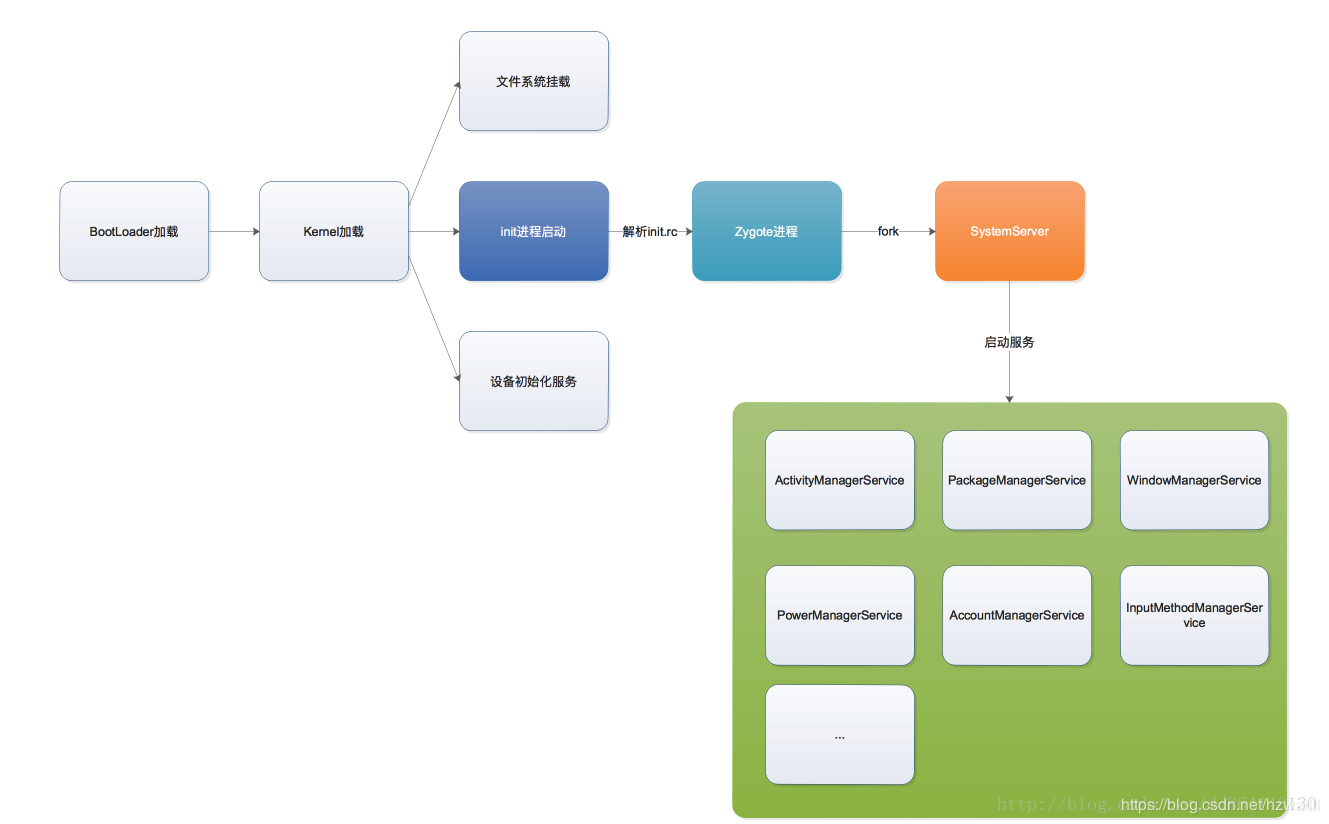 文件系统挂载
BootLoader加载
Kernel加载
init进程启动
解析init.rc
Zygote进程
fork
SystemServer
设备初始化服务
启动服务
ActivityManagerService
PackageManagerService
WindowManagerService
PowerManagerService
AccountManagerService
InputMethodManagerSer
vice
...
https://blog.csdn.net/hzw